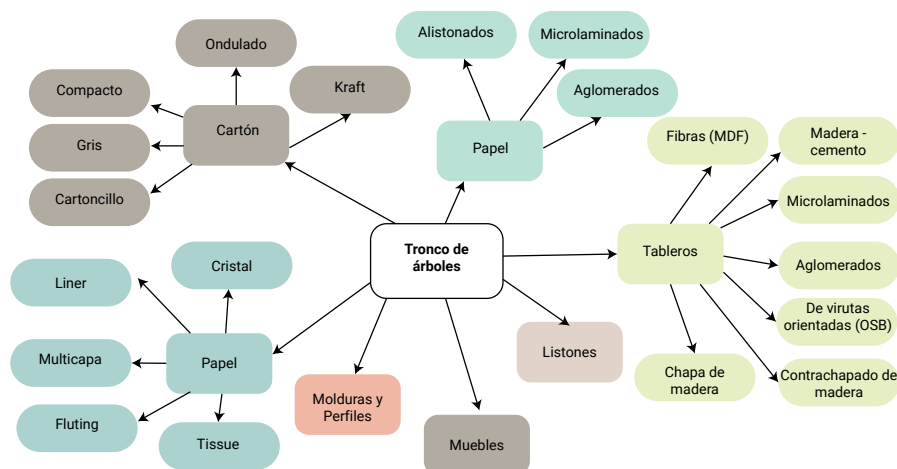 Ondulado
Compacto
Kraft
Cartón
Gris
Cartoncillo
Alistonados
Microlaminados
Aglomerados
Papel
Fibras (MDF)
Madera -
cemento
Microlaminados
Tableros
Aglomerados
De virutas
orientadas (OSB)
Chapa de
madera
Contrachapado de
madera
Tronco de
árboles
Cristal
Liner
Multicapa
Papel
Fluting
Tissue
Molduras y
Perfiles
Muebles
Listones